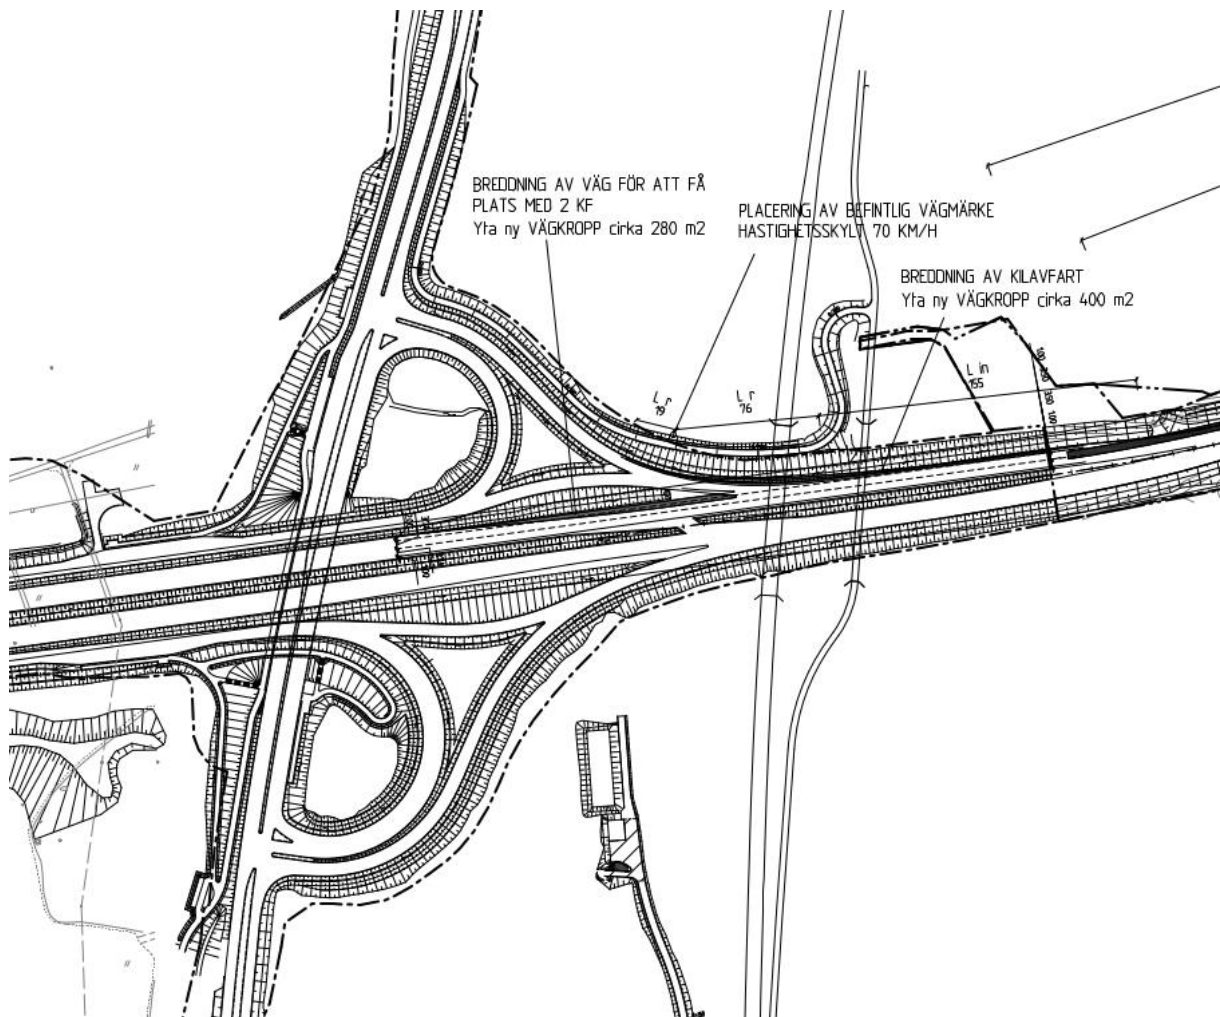 BREDDNING AV VÄG FÖR ATT FÅ
PLATS MED 2 KF
Yta ny VÄGKROPP cirka 280 m2
PLACERING AV BEFINTLIG VÄGMÄRKE
HASTIGHETSSKYLT 70 KM/H
BREDDNING AV KILAVFART
Yta ny VÄGKROPP cirka 400 m2
L in
155
L r
19
L r
76